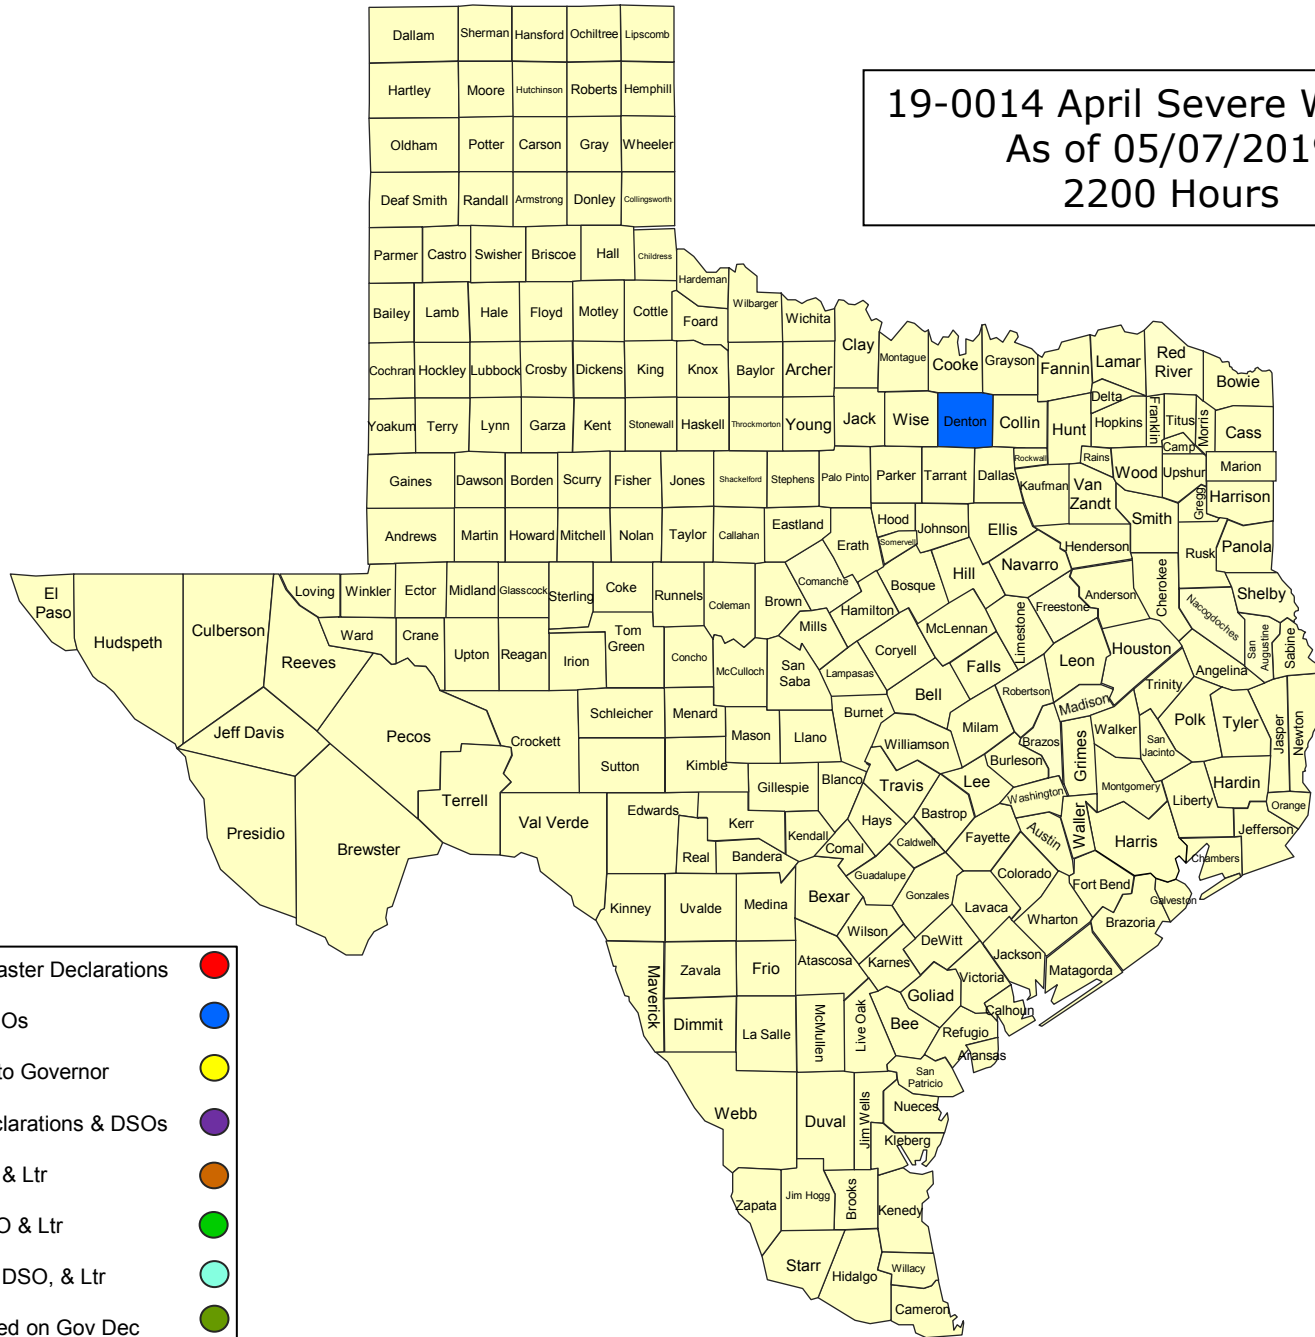 Dallam Sherman Hansford Ochiltree Lipscomb
Hartley Moore Hutchinson Roberts Hemphill
19-0014 April Severe
As of 05/07/2019
2200 Hours
Oldham Potter Carson Gray Wheeler
Deaf Smith Randall Armstrong Donley Collingsworth
Parmer Castro Swisher Briscoe Hall Childress
Hardeman
Bailey Lamb Hale Floyd Motley Cottle Foard Wilbarger Wichita
Clay Montague Cooke Grayson Fannin Lamar Red River Bowie
Cochran Hockley Lubbock Crosby Dickens King Knox Baylor Archer
Delta
Yoakum Terry Lynn Garza Kent Stonewall Haskell Throckmorton Young Jack Wise Denton Collin Hunt Hopkins Franklin Titus Morris Cass
Camp
Rockwall Rains
Gaines Dawson Borden Scurry Fisher Jones Shackelford Stephens Palo Pinto Parker Tarrant Dallas Kaufman Van Zandt Wood Upshur Marion
Gregg Harrison
Andrews Martin Howard Mitchell Nolan Taylor Callahan Eastland Erath Hood Somervell Johnson Ellis Henderson Smith Rusk Panola
El Paso Hudspeth Culberson Loving Winkler Ector Midland Glasscock Sterling Coke Runnels Coleman Brown Comanche Hamilton Bosque Hill Navarro Freestone Anderson Cherokee Nacogdoches Shelby
Reeves Ward Crane Upton Reagan Irion Tom Green Concho McCulloch San Saba Mills Lampasas Coryell McLennan Limestone Falls Leon Houston Angelina San Augustine Sabine
Jeff Davis Pecos Crockett Schleicher Menard Mason Llano Burnet Bell Milam Robertson Madison Trinity Walker San Jacinto Polk Tyler Jasper Newton
Terrell Sutton Kimble Gillespie Blanco Williamson Travis Lee Burleson Brazos Grimes Washington Montgomery Liberty Hardin Orange
Presidio Brewster Val Verde Edwards Real Kerr Bandera Kendall Comal Hays Caldwell Bastrop Fayette Austin Waller Harris Chambers Jefferson
Kinney Uvalde Medina Bexar Guadalupe Gonzales Lavaca Colorado Wharton Fort Bend Brazoria Galveston
Maverick Zavala Frio Atascosa Wilson Karnes DeWitt Victoria Jackson Matagorda
Dimmit La Salle McMullen Live Oak Bee Goliad Refugio Calhoun Aransas
San Patricio
Webb Duval Jim Wells Nueces
Kleberg
Zapata Jim Hogg Brooks Kenedy
Starr Hidalgo Willacy
Cameron
Declarations
to Governor
& DSOs
& Ltr
& Ltr
DSO, & Ltr
on Gov Dec